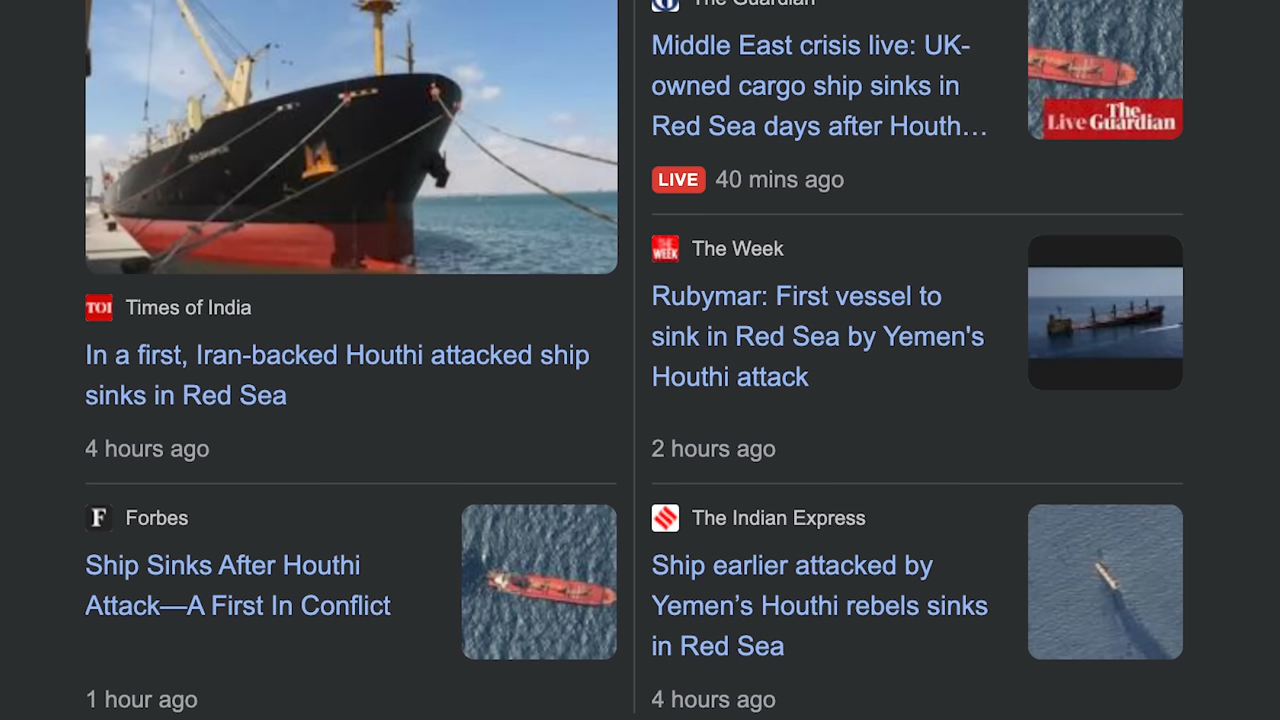 TOI Times of India
In a first, Iran-backed Houthi attacked ship
sinks in Red Sea
4 hours ago
F Forbes
Ship Sinks After Houthi
Attack—A First In Conflict
1 hour ago
The Guardian
Middle East crisis live: UK-
owned cargo ship sinks in
Red Sea days after Houth…
The
Live Guardian
LIVE 40 mins ago
THE
WEEK The Week
Rubymar: First vessel to
sink in Red Sea by Yemen's
Houthi attack
2 hours ago
The Indian Express
Ship earlier attacked by
Yemen’s Houthi rebels sinks
in Red Sea
4 hours ago